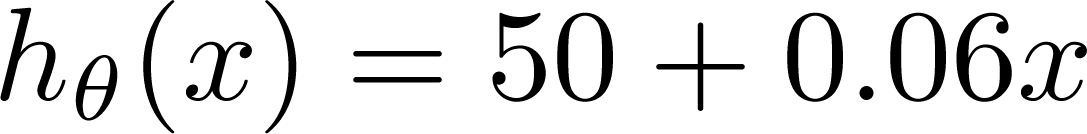 h_θ(x) = 50 + 0.06x